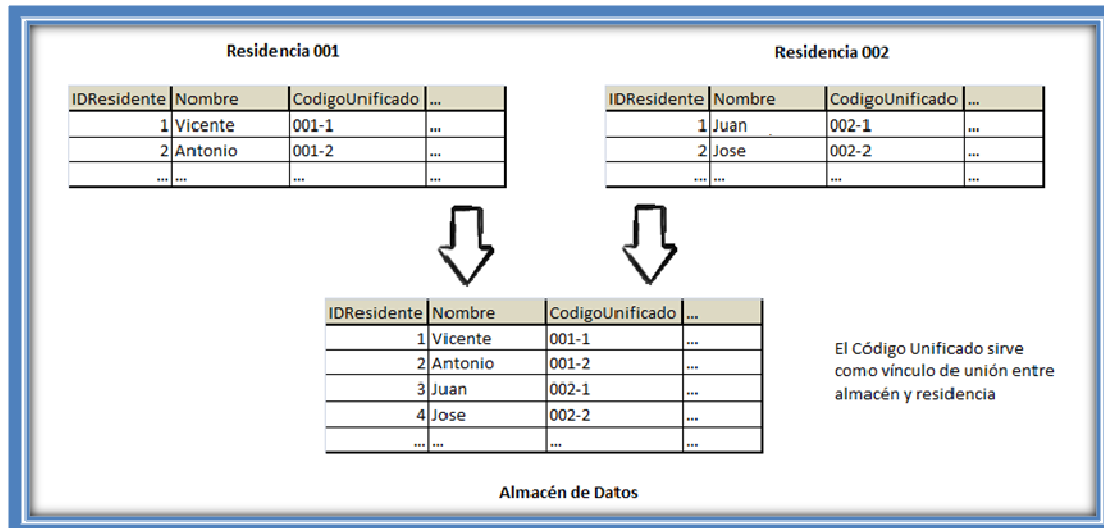 Residencia 001
IDResidente Nombre CodigoUnificado ...
1 Vicente 001-1 ...
2 Antonio 001-2 ...
... ... ... ...
Residencia 002
IDResidente Nombre CodigoUnificado ...
1 Juan 002-1 ...
2 Jose 002-2 ...
... ... ... ...
IDResidente Nombre CodigoUnificado ...
1 Vicente 001-1 ...
2 Antonio 001-2 ...
3 Juan 002-1 ...
4 Jose 002-2 ...
... ... ... ...
El Código Unificado sirve
como vínculo de unión entre
almacén y residencia
Almacén de Datos